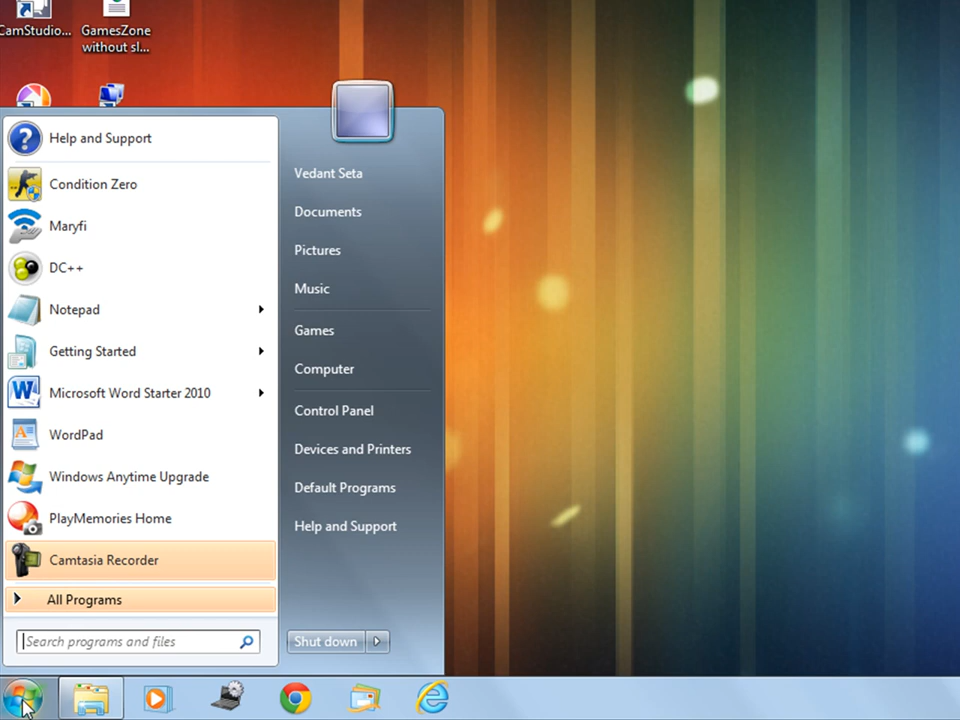 CamStudio...
GamesZone
without sl...
Help and Support
Condition Zero
Maryfi
DC++
Notepad
Getting Started
Microsoft Word Starter 2010
WordPad
Windows Anytime Upgrade
PlayMemories Home
Camtasia Recorder
All Programs
Search programs and files
Vedant Seta
Documents
Pictures
Music
Games
Computer
Control Panel
Devices and Printers
Default Programs
Help and Support
Shut down